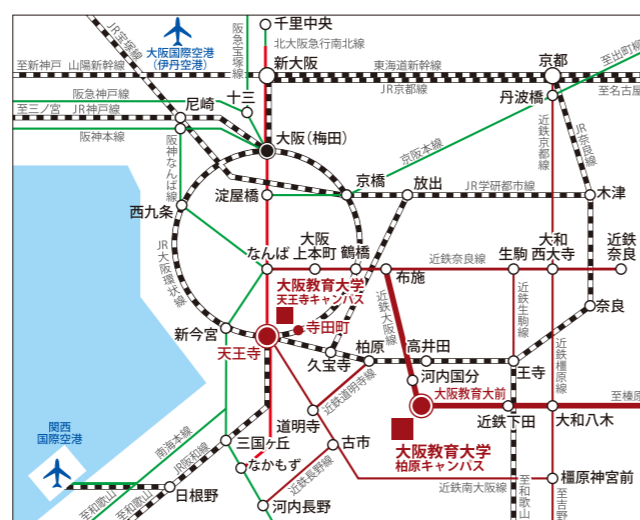 千里中央
北大阪急行南北線
JR宝塚線
阪急宝塚線
大阪国際空港
(伊丹空港)
至新神戸
山陽新幹線
新大阪
東海道新幹線
京都
至出町柳
JR京都線
至名古屋
阪急神戸線
十三
尼崎
丹波橋
至三ノ宮
JR神戸線
阪神本線
大阪(梅田)
京阪本線
近鉄京都線
JR奈良線
阪神なんば線
淀屋橋
京橋
放出
JR学研都市線
木津
西九条
JR大阪環状線
なんば
大阪
上本町
鶴橋
布施
近鉄奈良線
生駒
大和
西大寺
近鉄
奈良
大阪教育大学
天王寺キャンパス
近鉄大阪線
近鉄生駒線
奈良
寺田町
新今宮
天王寺
久宝寺
柏原
高井田
王寺
近鉄橿原線
河内国分
大阪教育大前
至榛原
近鉄道明寺線
道明寺
近鉄下田
大和八木
大阪教育大学
柏原キャンパス
関西
国際空港
南海本線
JR阪和線
三国ヶ丘
古市
なかもず
近鉄長野線
近鉄南大阪線
橿原神宮前
日根野
至和歌山
至和歌山
河内長野
至和歌山
至吉野